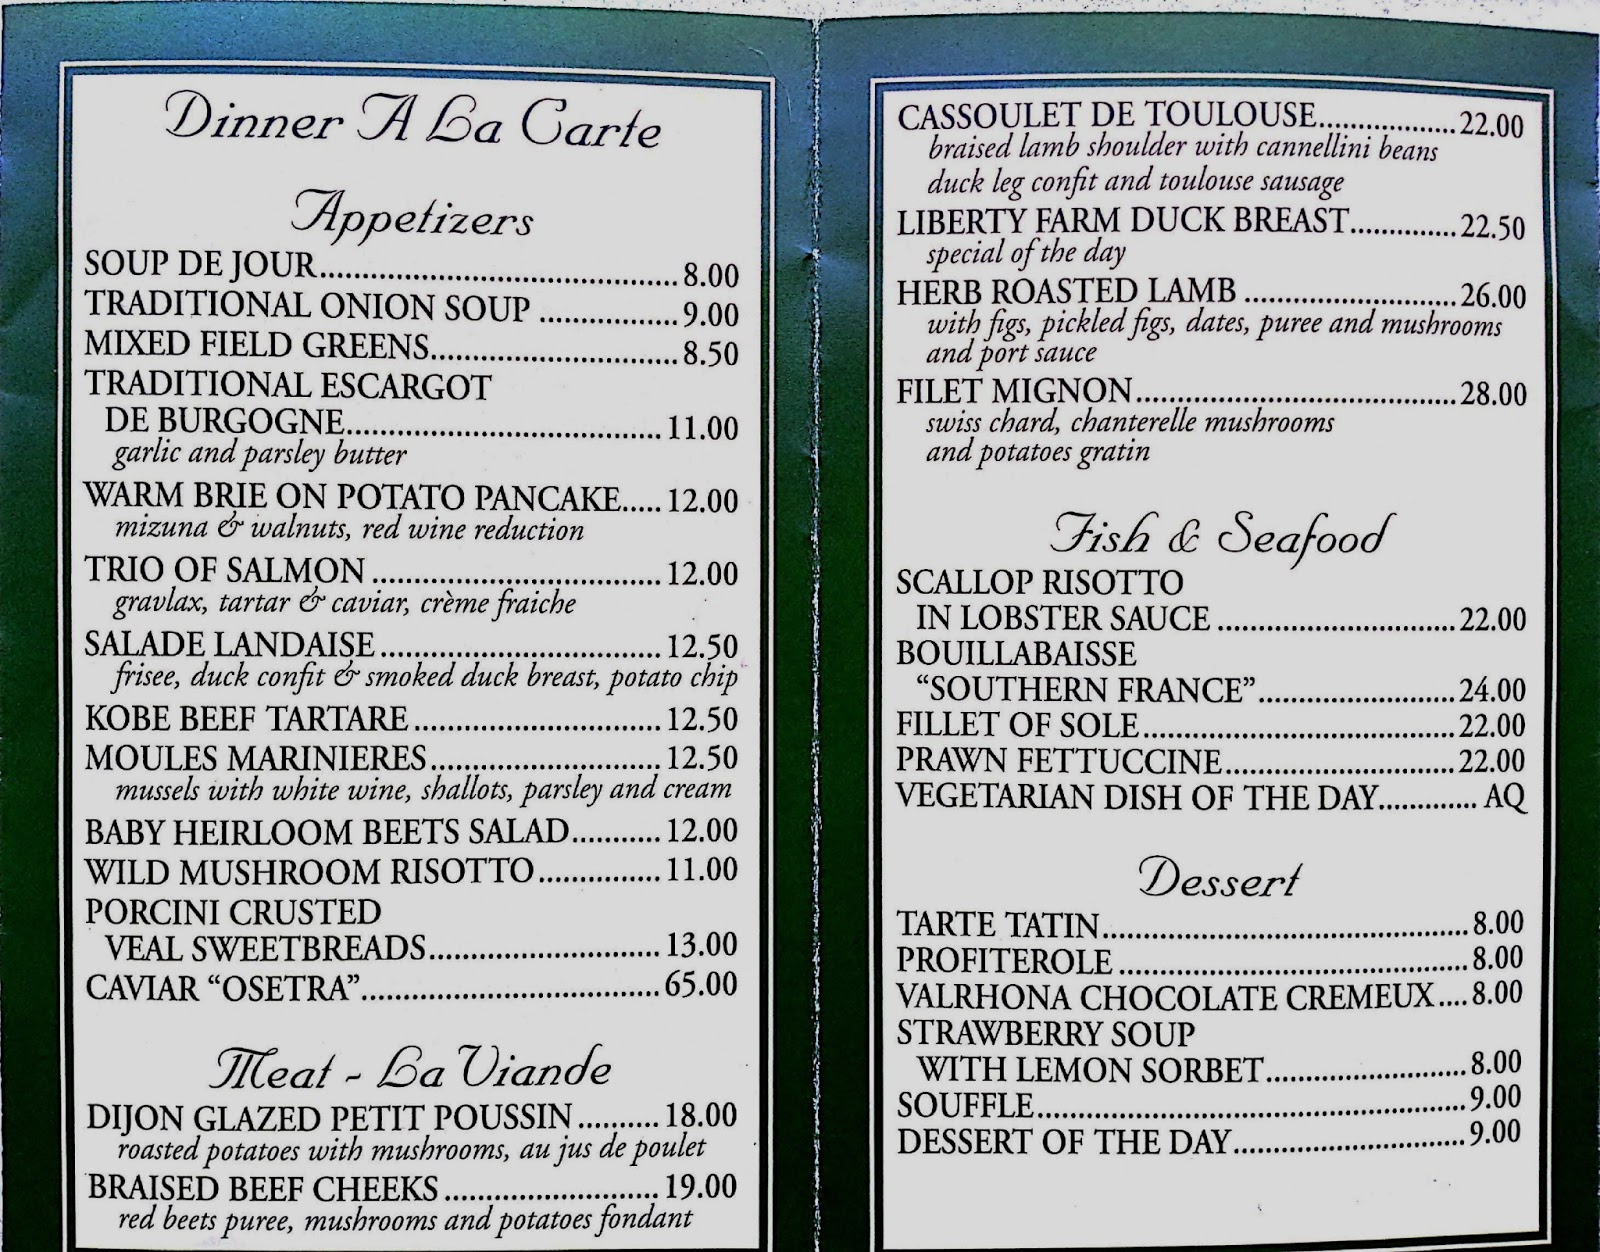 Dinner A La Carte
Appetizers
SOUP DE JOUR........................................8.00
TRADITIONAL ONION SOUP ................9.00
MIXED FIELD GREENS............................8.50
TRADITIONAL ESCARGOT
DE BURGOGNE....................................11.00
garlic and parsley butter
WARM BRIE ON POTATO PANCAKE.....12.00
mizuna & walnuts, red wine reduction
TRIO OF SALMON .................................12.00
gravlax, tartar & caviar, crème fraiche
SALADE LANDAISE................................12.50
frisee, duck confit & smoked duck breast, potato chip
KOBE BEEF TARTARE............................12.50
MOULES MARINIERES..........................12.50
mussels with white wine, shallots, parsley and cream
BABY HEIRLOOM BEETS SALAD..........12.00
WILD MUSHROOM RISOTTO..............11.00
PORCINI CRUSTED
VEAL SWEETBREADS..........................13.00
CAVIAR “OSETRA”..................................65.00
Meat - La Viande
DIJON GLAZED PETIT POUSSIN..........18.00
roasted potatoes with mushrooms, au jus de poulet
BRAISED BEEF CHEEKS.........................19.00
red beets puree, mushrooms and potatoes fondant
CASSOULET DE TOULOUSE................22.00
braised lamb shoulder with cannellini beans
duck leg confit and toulouse sausage
LIBERTY FARM DUCK BREAST.............22.50
special of the day
HERB ROASTED LAMB ........................26.00
with figs, pickled figs, dates, puree and mushrooms
and port sauce
FILET MIGNON.....................................28.00
swiss chard, chanterelle mushrooms
and potatoes gratin
Fish & Seafood
SCALLOP RISOTTO
IN LOBSTER SAUCE ...........................22.00
BOUILLABAISSE
“SOUTHERN FRANCE”.......................24.00
FILLET OF SOLE....................................22.00
PRAWN FETTUCCINE...........................22.00
VEGETARIAN DISH OF THE DAY........... AQ
Dessert
TARTE TATIN..........................................8.00
PROFITEROLE ........................................8.00
VALRHONA CHOCOLATE CREMEUX....8.00
STRAWBERRY SOUP
WITH LEMON SORBET.......................8.00
SOUFFLE.................................................9.00
DESSERT OF THE DAY...........................9.00